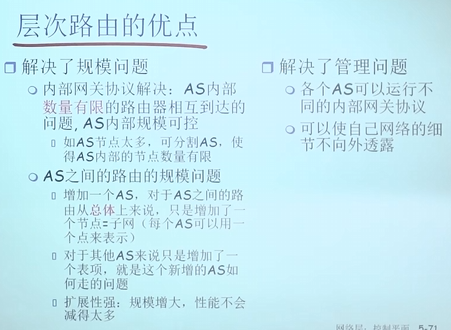 层次路由的优点
解决了规模问题
内部网关协议解决：AS内部
数量有限的路由器相互到达的
问题, AS内部规模可控
如AS节点太多，可分割AS，使
得AS内部的节点数量有限
AS之间的路由的规模问题
增加一个AS，对于AS之间的路
由从总体上来说，只是增加了一
个节点=子网（每个AS可以用一
个点来表示）
对于其他AS来说只是增加了一
个表项，就是这个新增的AS如
何走的问题
扩展性强：规模增大，性能不会
减得太多
解决了管理问题
各个AS可以运行不
同的内部网关协议
可以使自己网络的细
节不向外透露
网络层：控制平面 5-71